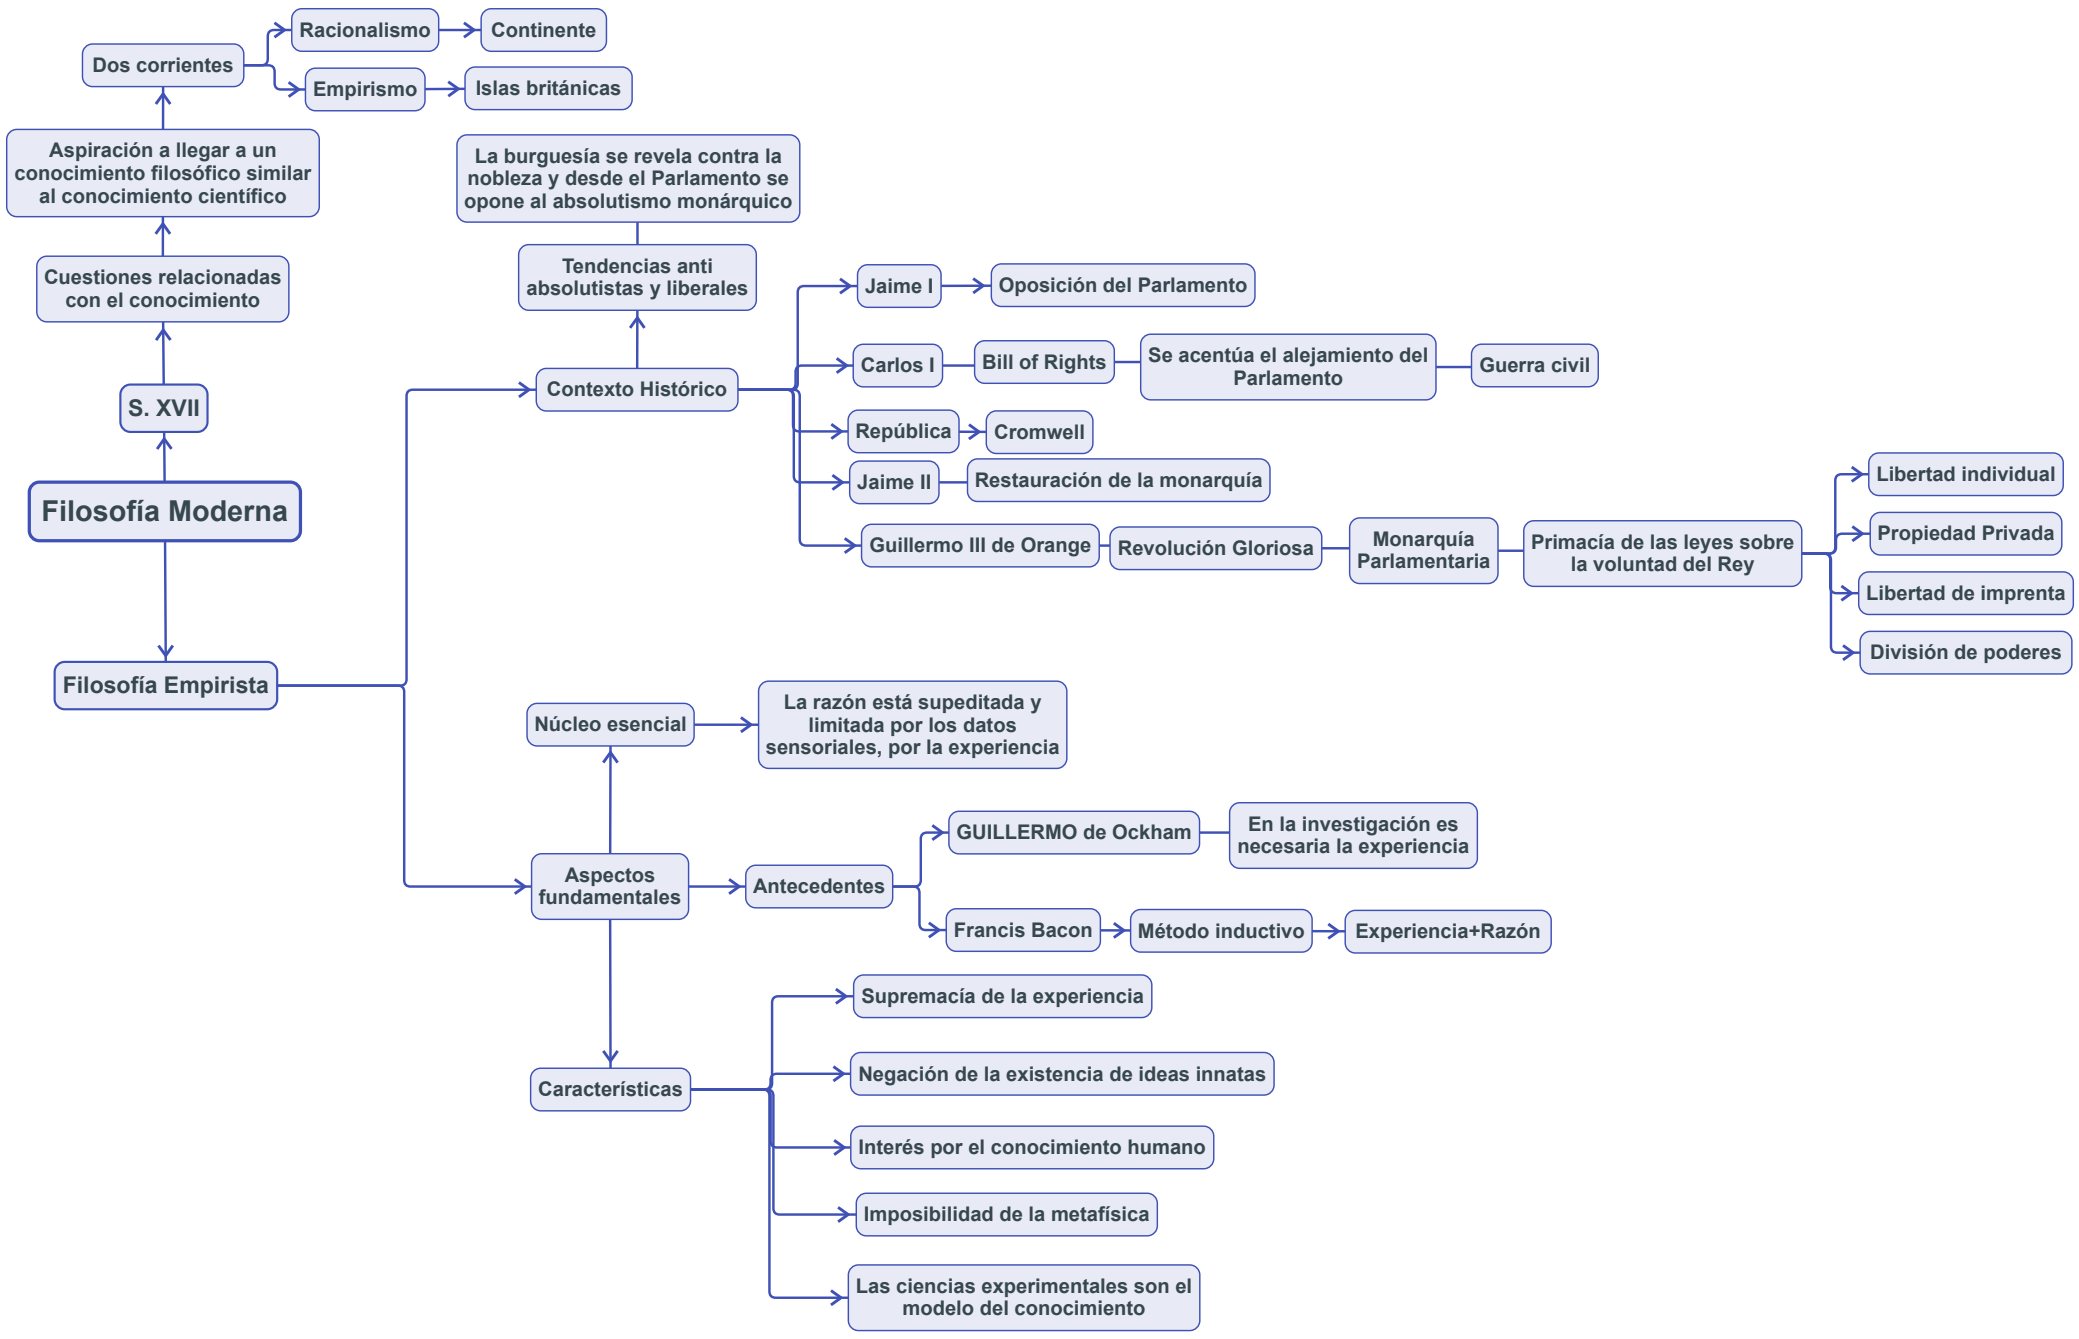 Racionalismo
Continente
Dos corrientes
Empirismo
Islas británicas
Aspiración a llegar a un
conocimiento filosófico similar
al conocimiento científico
Cuestiones relacionadas
con el conocimiento
S. XVII
Filosofía Moderna
Filosofía Empirista
La burguesía se revela contra la
nobleza y desde el Parlamento se
opone al absolutismo monárquico
Tendencias anti
absolutistas y liberales
Contexto Histórico
Jaime I
Oposición del Parlamento
Carlos I
Bill of Rights
Se acentúa el alejamiento del
Parlamento
Guerra civil
República
Cromwell
Jaime II
Restauración de la monarquía
Guillermo III de Orange
Revolución Gloriosa
Monarquía
Parlamentaria
Primacía de las leyes sobre
la voluntad del Rey
Libertad individual
Propiedad Privada
Libertad de imprenta
División de poderes
Núcleo esencial
La razón está supeditada y
limitada por los datos
sensoriales, por la experiencia
Aspectos
fundamentales
Antecedentes
GUILLERMO de Ockham
En la investigación es
necesaria la experiencia
Francis Bacon
Método inductivo
Experiencia+Razón
Características
Supremacía de la experiencia
Negación de la existencia de ideas innatas
Interés por el conocimiento humano
Imposibilidad de la metafísica
Las ciencias experimentales son el
modelo del conocimiento